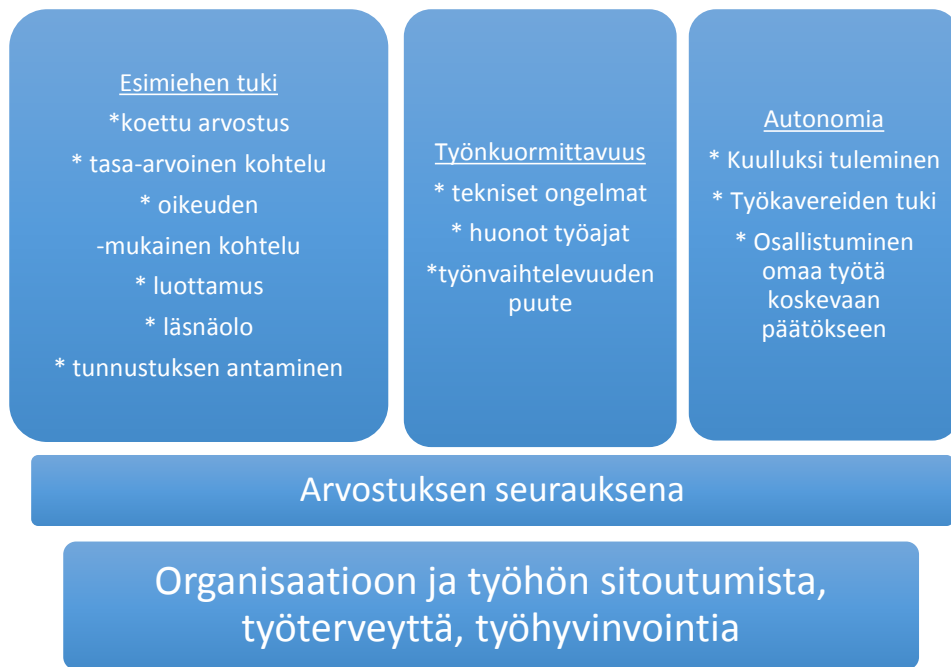 Esimiehen tuki
*koettu arvostus
* tasa-arvoinen kohtelu
* oikeuden
-mukainen kohtelu
* luottamus
* läsnäolo
* tunnustuksen antaminen
Työnkuormittavuus
* tekniset ongelmat
* huonot työajat
*työnvaihtelevuuden
puute
Autonomia
* Kuulluksi tuleminen
* Työkavereiden tuki
* Osallistuminen
omaa työtä
koskevaan
päätökseen
Arvostuksen seurauksena
Organisaatioon ja työhön sitoutumista,
työterveyttä, työhyvinvointia